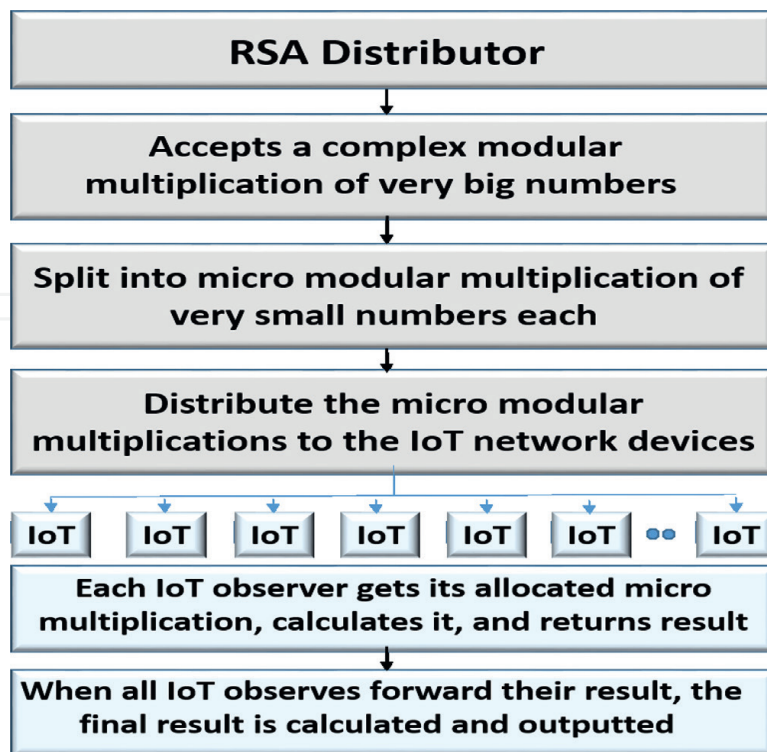 RSA Distributor
Accepts a complex modular
multiplication of very big numbers
Split into micro modular multiplication of
very small numbers each
Distribute the micro modular
multiplications to the IoT network devices
IoT IoT IoT IoT IoT IoT IoT
Each IoT observer gets its allocated micro
multiplication, calculates it, and returns result
When all IoT observes forward their result, the
final result is calculated and outputted